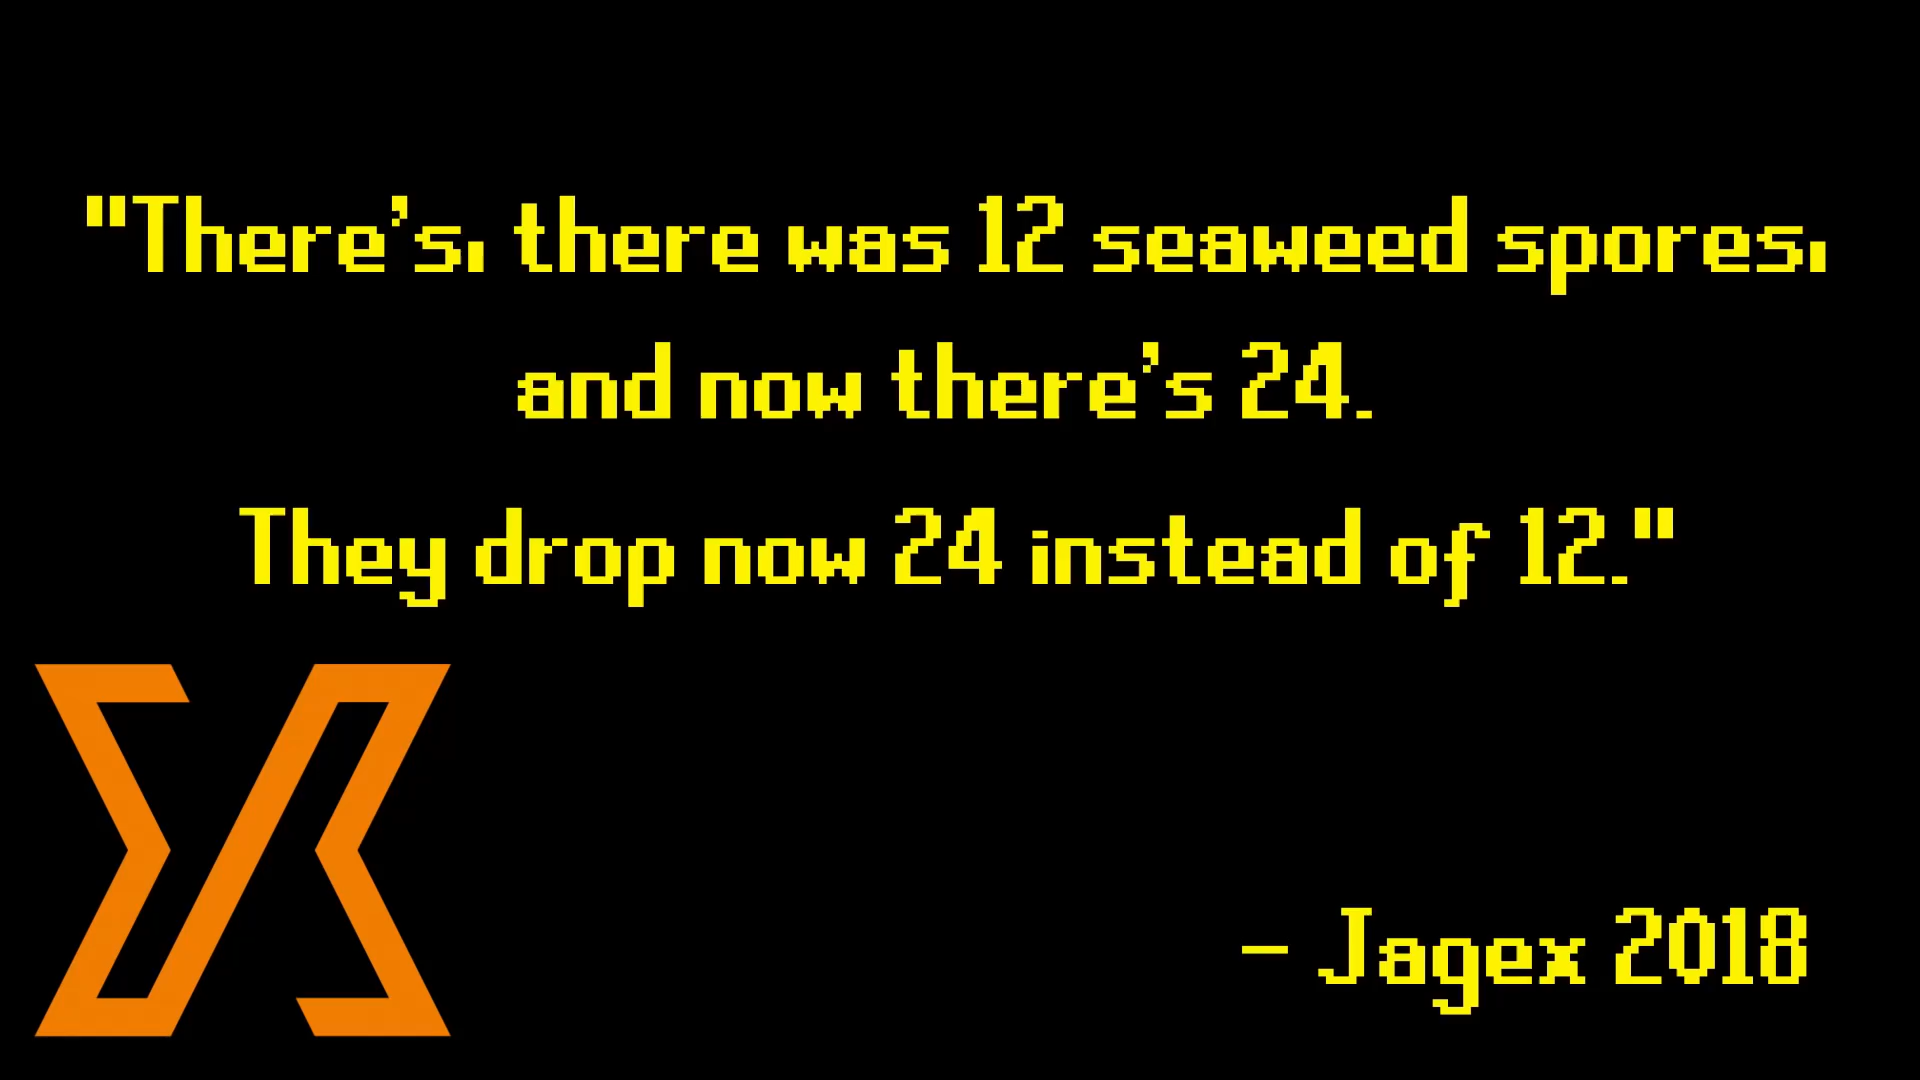 "There's, there was 12 seaweed spores,
and now there's 24.
They drop now 24 instead of 12."
- Jagex 2018